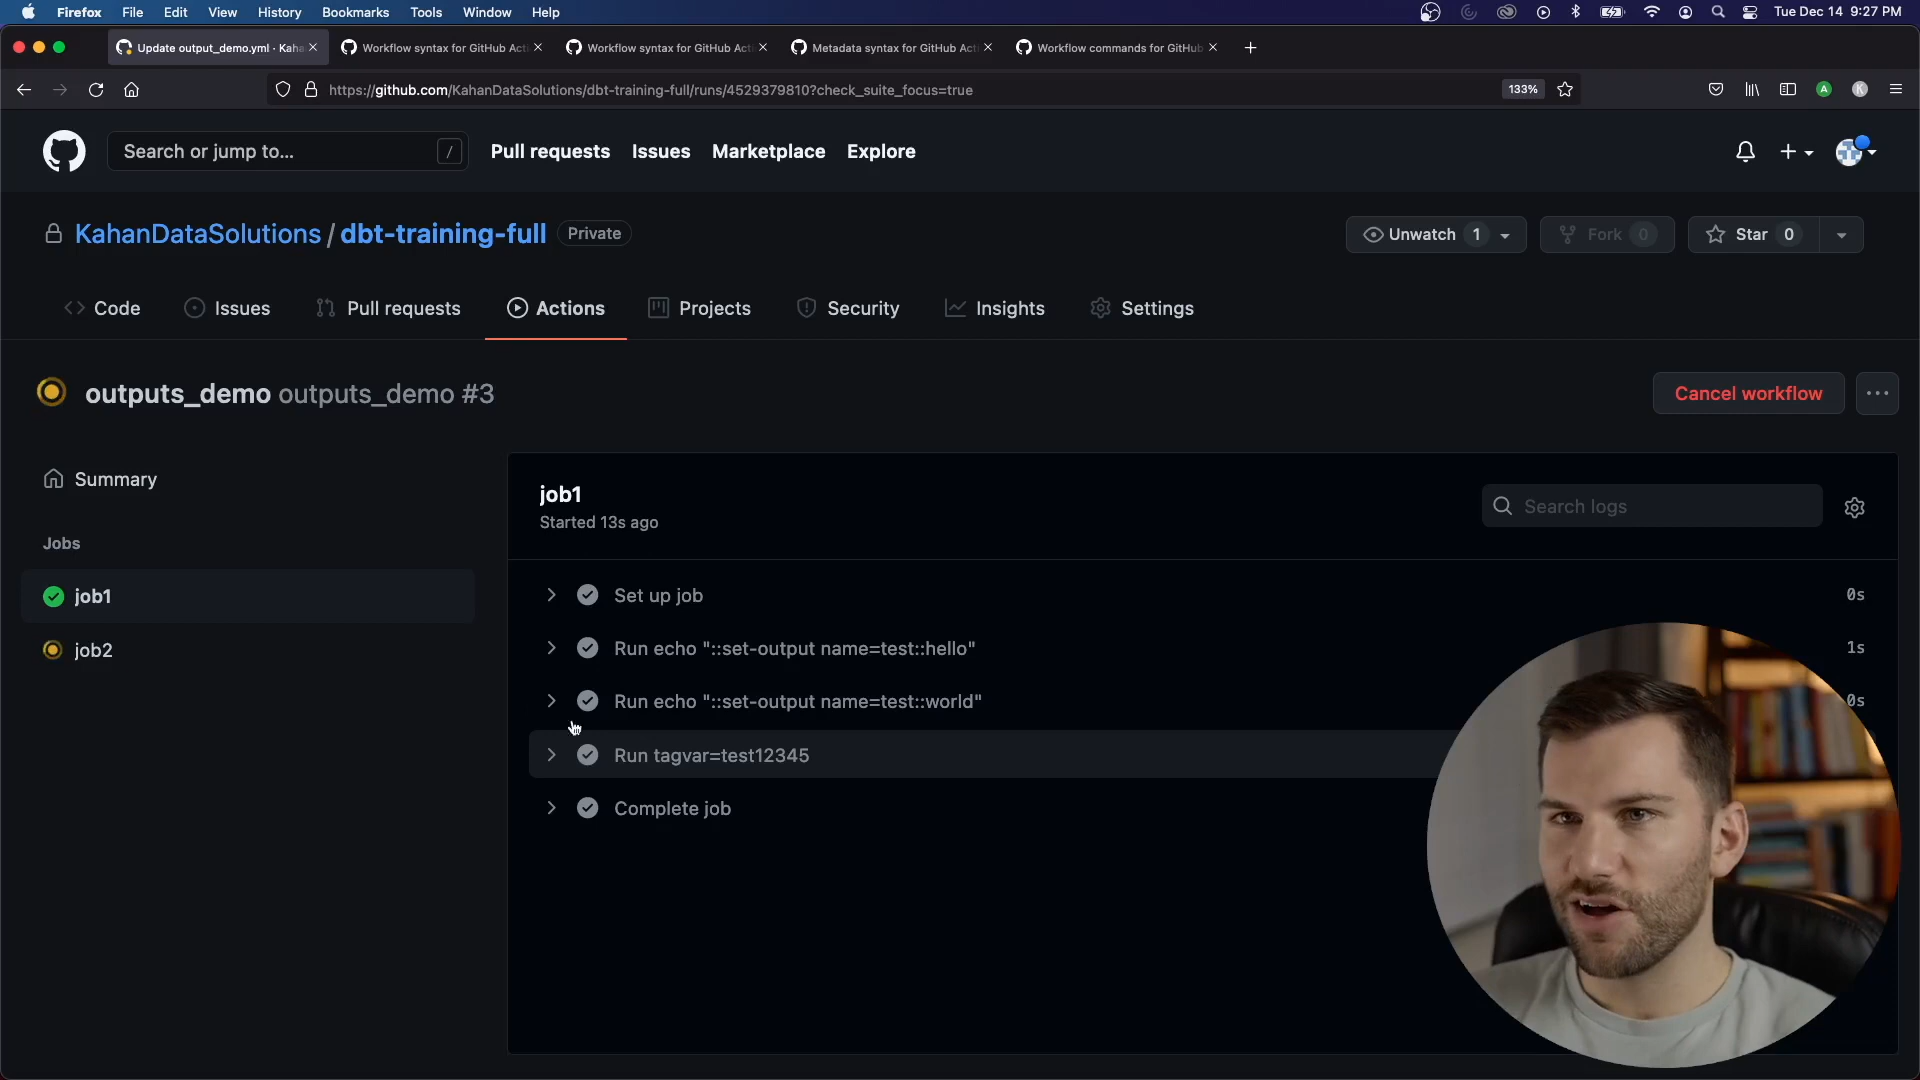 Firefox File Edit View History Bookmarks Tools Window Help Tue Dec 14 9:27 PM
Update output_demo.yml · Kaha Workflow syntax for GitHub Acti Workflow syntax for GitHub Acti Metadata syntax for GitHub Acti Workflow commands for GitHub
https://github.com/KahanDataSolutions/dbt-training-full/runs/4529379810?check_suite_focus=true 133% A K
Search or jump to... / Pull requests Issues Marketplace Explore
KahanDataSolutions / dbt-training-full Private Unwatch 1 Fork 0 Star 0
Code Issues Pull requests Actions Projects Security Insights Settings
outputs_demo outputs_demo #3 Cancel workflow
Summary
Jobs
job1
job2
job1
Started 13s ago
Search logs
Set up job 0s
Run echo "::set-output name=test::hello" 1s
Run echo "::set-output name=test::world" 0s
Run tagvar=test12345
Complete job